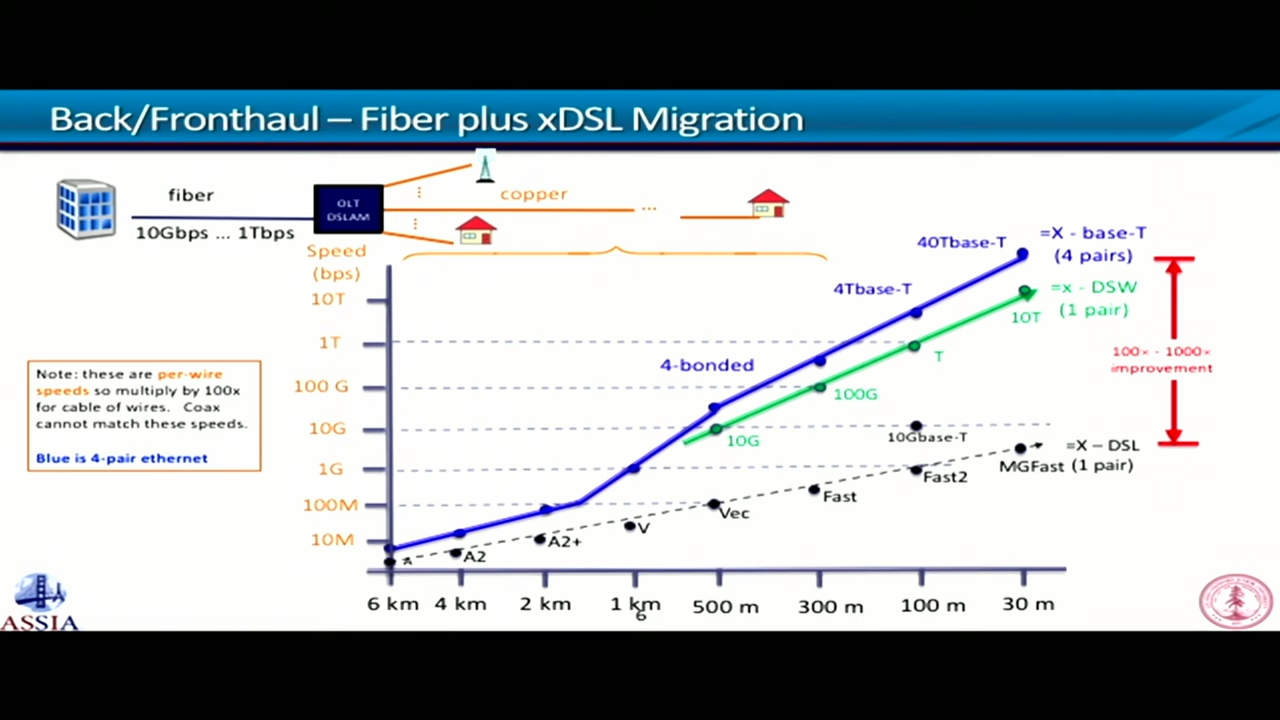 Back/Fronthaul – Fiber plus xDSL Migration
fiber
10Gbps ... 1Tbps
OLT
DSLAM
copper
...
Speed
(bps)
10T
1T
100 G
10G
1G
100M
10M
Note: these are per-wire
speeds so multiply by 100x
for cable of wires. Coax
cannot match these speeds.
Blue is 4-pair ethernet
40Tbase-T
=X - base-T
(4 pairs)
4Tbase-T
=x - DSW
(1 pair)
10T
T
4-bonded
100G
10G
100x - 1000x
improvement
10Gbase-T
=X – DSL
(1 pair)
MGFast
Fast2
Fast
Vec
V
A2+
A2
A
6 km
4 km
2 km
1 km
500 m
300 m
100 m
30 m
6
ASSIA